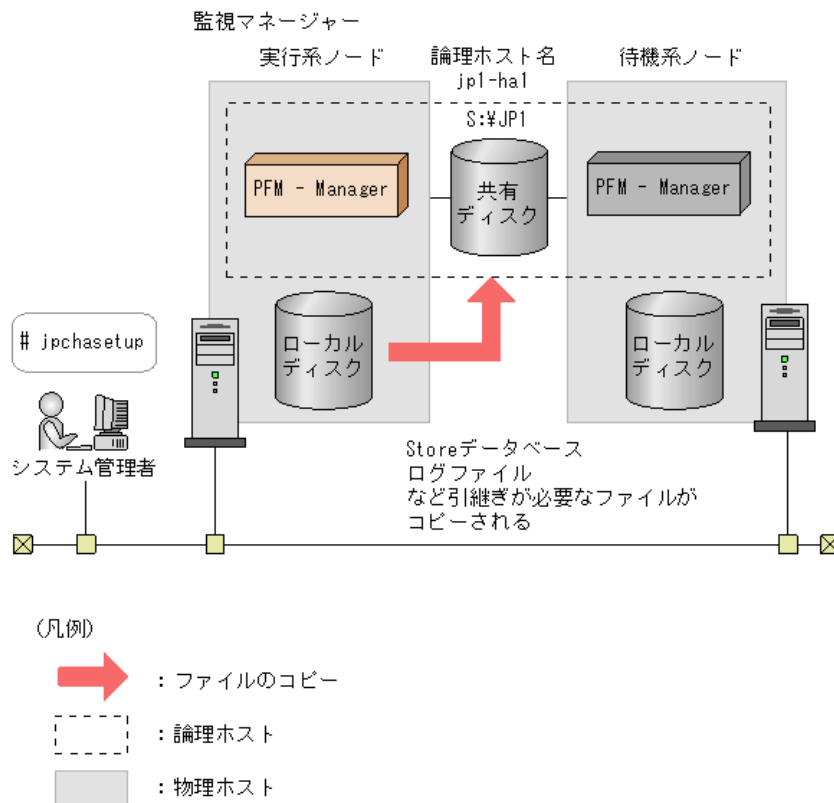 監視マネージャー
実行系ノード
論理ホスト名
jp1-ha1
待機系ノード
S:¥JP1
PFM - Manager
共有
ディスク
PFM - Manager
# jpchasetup
ローカル
ディスク
ローカル
ディスク
システム管理者
Storeデータベース
ログファイル
など引継ぎが必要なファイルが
コピーされる
(凡例)
：ファイルのコピー
：論理ホスト
：物理ホスト